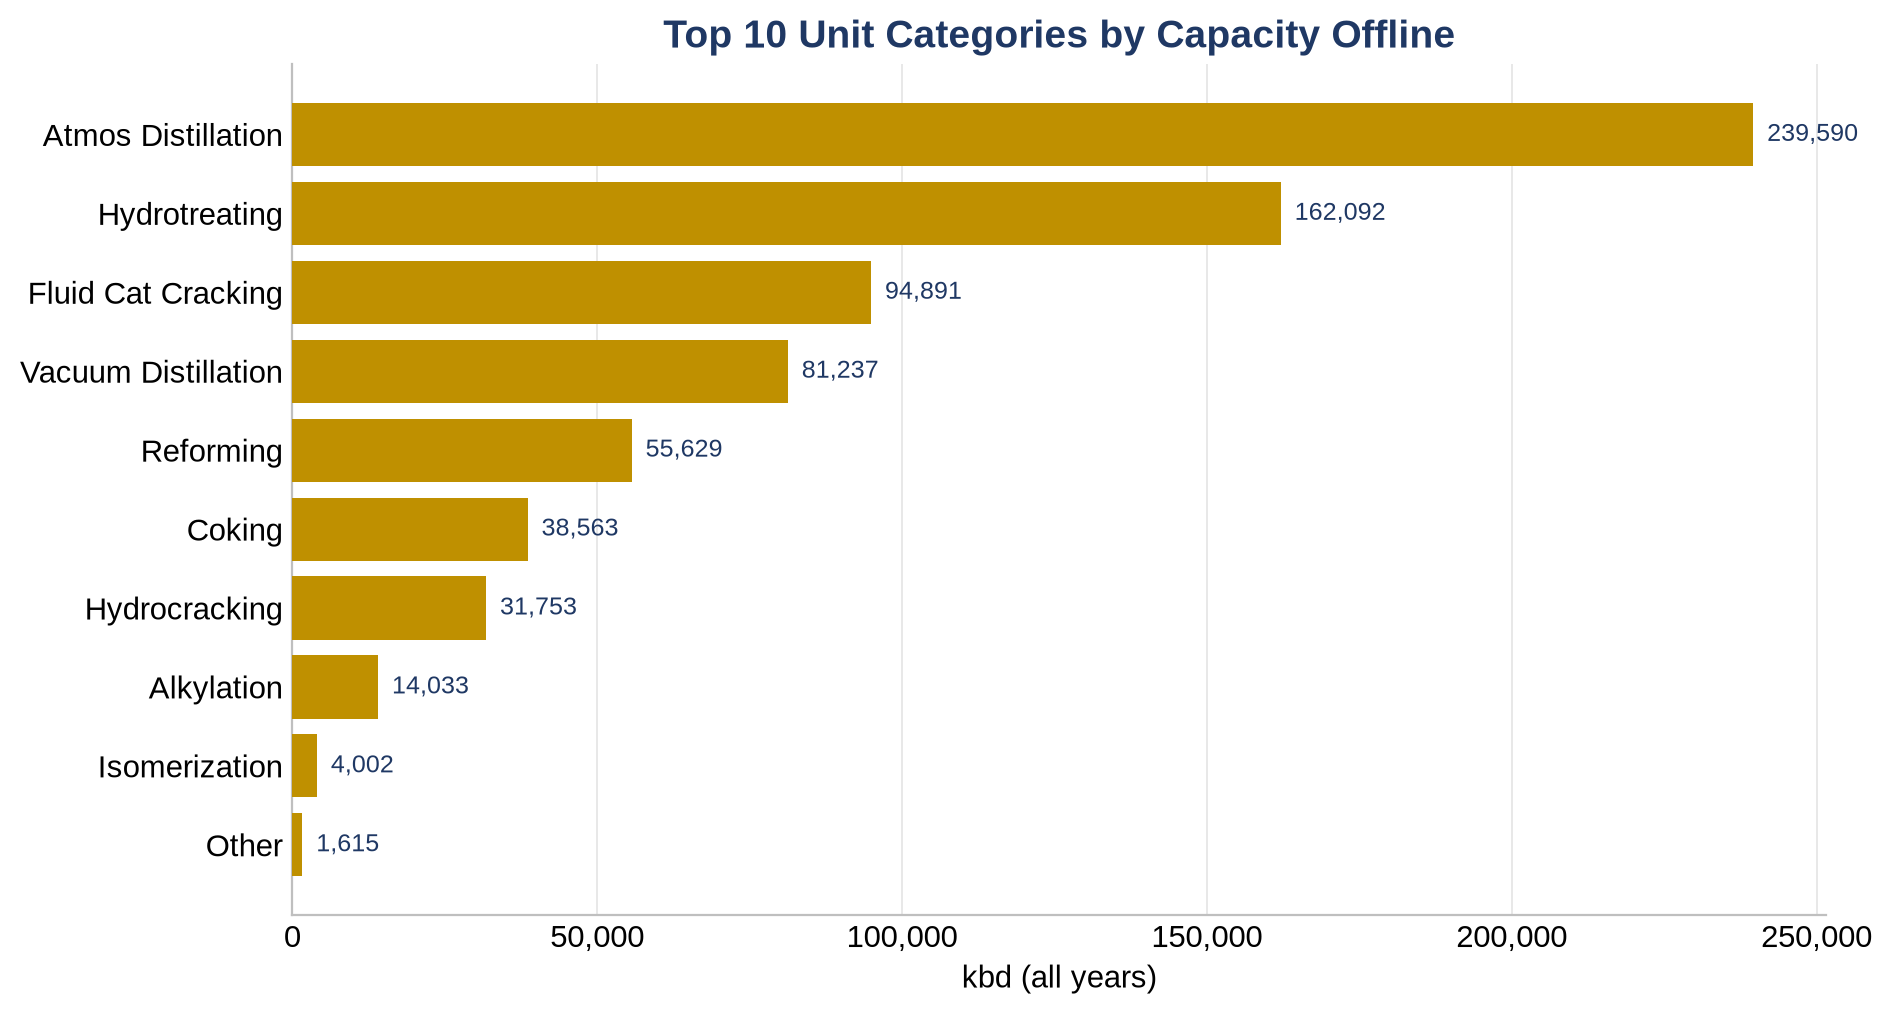 Top 10 Unit Categories by Capacity Offline
Atmos Distillation 239,590
Hydrotreating 162,092
Fluid Cat Cracking 94,891
Vacuum Distillation 81,237
Reforming 55,629
Coking 38,563
Hydrocracking 31,753
Alkylation 14,033
Isomerization 4,002
Other 1,615
0 50,000 100,000 150,000 200,000 250,000
kbd (all years)